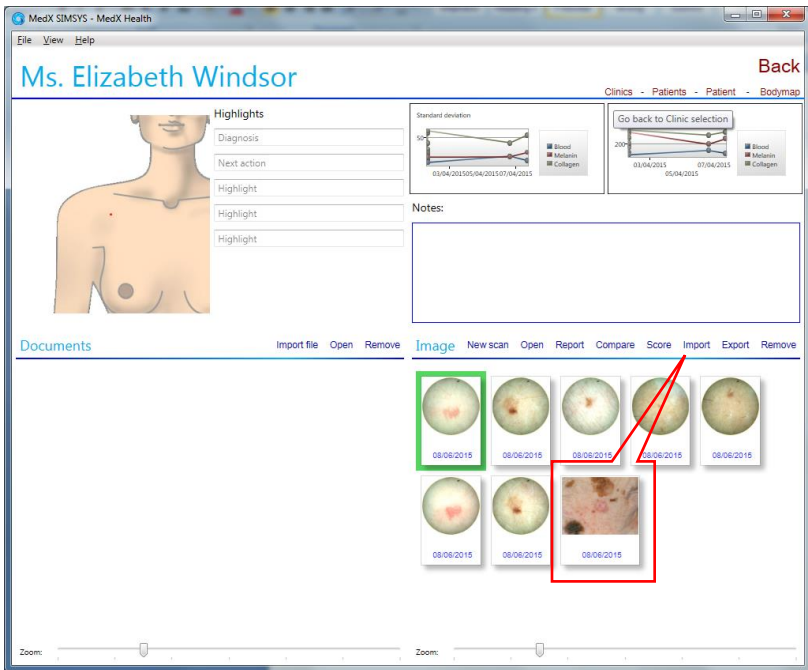 MedX SIMSYS - MedX Health
File View Help
Ms. Elizabeth Windsor
Back
Clinics - Patients - Patient - Bodymap
Highlights
Diagnosis
Next action
Highlight
Highlight
Highlight
Standard deviation
50
Blood
Melanin
Collagen
03/04/2015 05/04/2015 07/04/2015
Go back to Clinic selection
200
Blood
Melanin
Collagen
03/04/2015 07/04/2015
05/04/2015
Notes:
Documents Import file Open Remove
Image New scan Open Report Compare Score Import Export Remove
08/06/2015 08/06/2015 08/06/2015 08/06/2015 08/06/2015
08/06/2015 08/06/2015 08/06/2015
Zoom: Zoom: